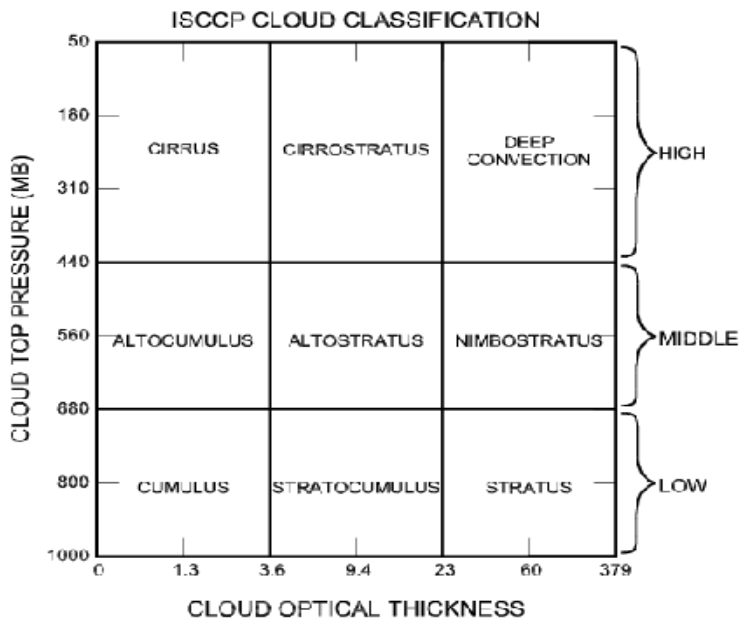 ISCCP CLOUD CLASSIFICATION
50
180
310
440
560
680
800
1000
CLOUD TOP PRESSURE (MB)
CIRRUS
CIRROSTRATUS
DEEP
CONVECTION
HIGH
ALTOCUMULUS
ALTOSTRATUS
NIMBOSTRATUS
MIDDLE
CUMULUS
STRATOCUMULUS
STRATUS
LOW
0 1.3 3.6 9.4 23 60 379
CLOUD OPTICAL THICKNESS